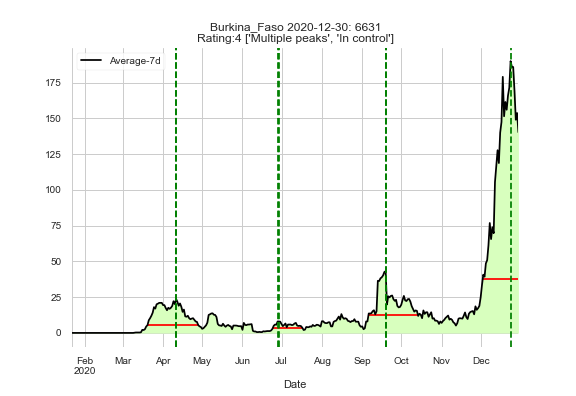 Burkina_Faso 2020-12-30: 6631
Rating:4 ['Multiple peaks', 'In control']
Average-7d
175
150
125
100
75
50
25
0
Feb Mar Apr May Jun Jul Aug Sep Oct Nov Dec
2020
Date